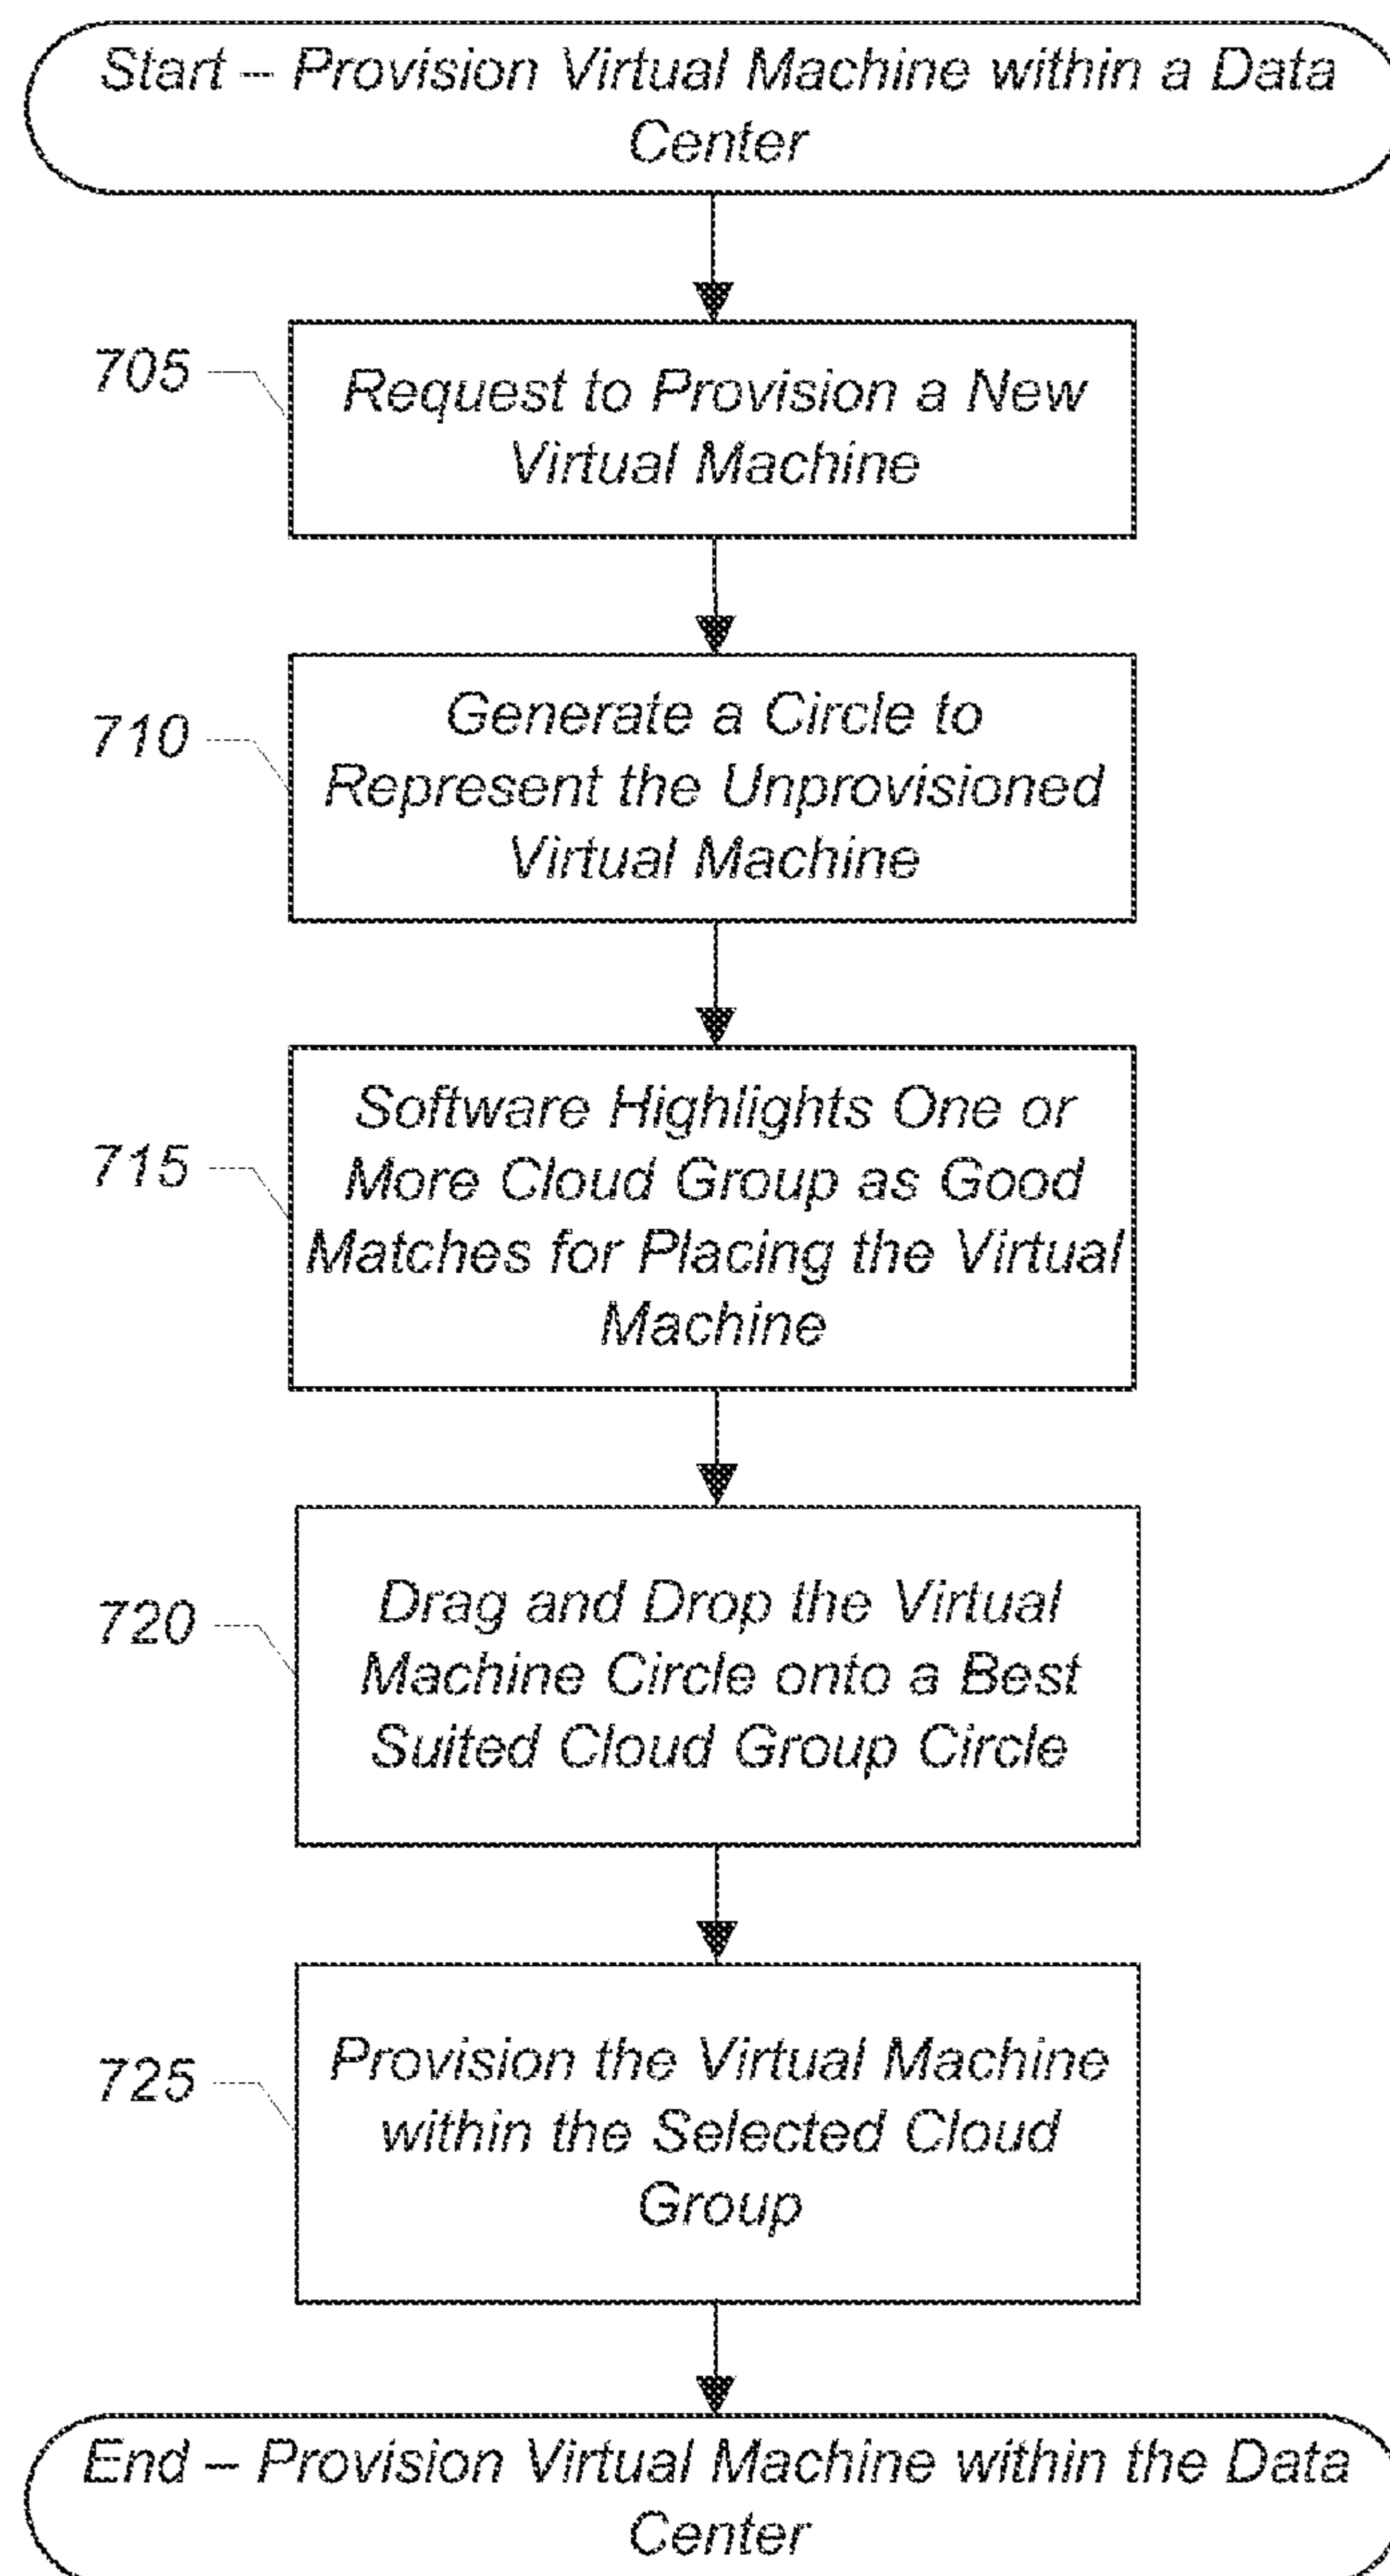 Start – Provision Virtual Machine within a Data
Center
705
Request to Provision a New
Virtual Machine
710
Generate a Circle to
Represent the Unprovisioned
Virtual Machine
715
Software Highlights One or
More Cloud Group as Good
Matches for Placing the Virtual
Machine
720
Drag and Drop the Virtual
Machine Circle onto a Best
Suited Cloud Group Circle
725
Provision the Virtual Machine
within the Selected Cloud
Group
End – Provision Virtual Machine within the Data
Center